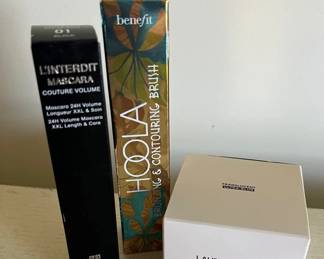 01
L'INTERDIT
MASCARA
COUTURE VOLUME
Mascara 24H Volume
Longueur XXL & Soin
24H Volume Mascara
XXL Length & Care
benefit
HOOLA
& CONTOURING BRUSH
TRANSLUCENT